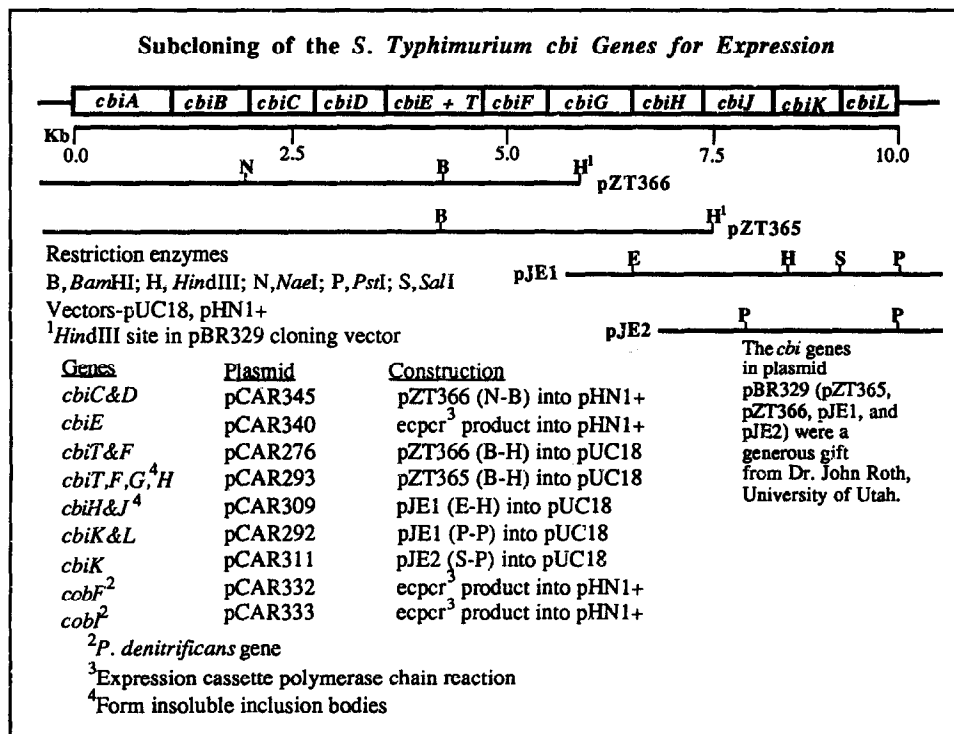 Subcloning of the S. Typhimurium cbi Genes for Expression
cbiA cbiB cbiC cbiD cbiE + T cbiF cbiG cbiH cbiJ cbiK cbiL
Kb
0.0 2.5 5.0 7.5 10.0
N B H¹ pZT366
B H¹ pZT365
Restriction enzymes
B,BamHI; H, HindIII; N,NaeI; P,PstI; S,SalI
Vectors-pUC18, pHN1+
¹HindIII site in pBR329 cloning vector
pJE1 E H S P
pJE2 P P
The cbi genes
in plasmid
pBR329 (pZT365,
pZT366, pJE1, and
pJE2) were a
generous gift
from Dr. John Roth,
University of Utah.
Genes Plasmid Construction
cbiC&D pCAR345 pZT366 (N-B) into pHN1+
cbiE pCAR340 ecpcr³ product into pHN1+
cbiT&F pCAR276 pZT366 (B-H) into pUC18
cbiT,F,G,⁴H pCAR293 pZT365 (B-H) into pUC18
cbiH&J⁴ pCAR309 pJE1 (E-H) into pUC18
cbiK&L pCAR292 pJE1 (P-P) into pUC18
cbiK pCAR311 pJE2 (S-P) into pUC18
cobF² pCAR332 ecpcr³ product into pHN1+
cobI² pCAR333 ecpcr³ product into pHN1+
²P. denitrificans gene
³Expression cassette polymerase chain reaction
⁴Form insoluble inclusion bodies